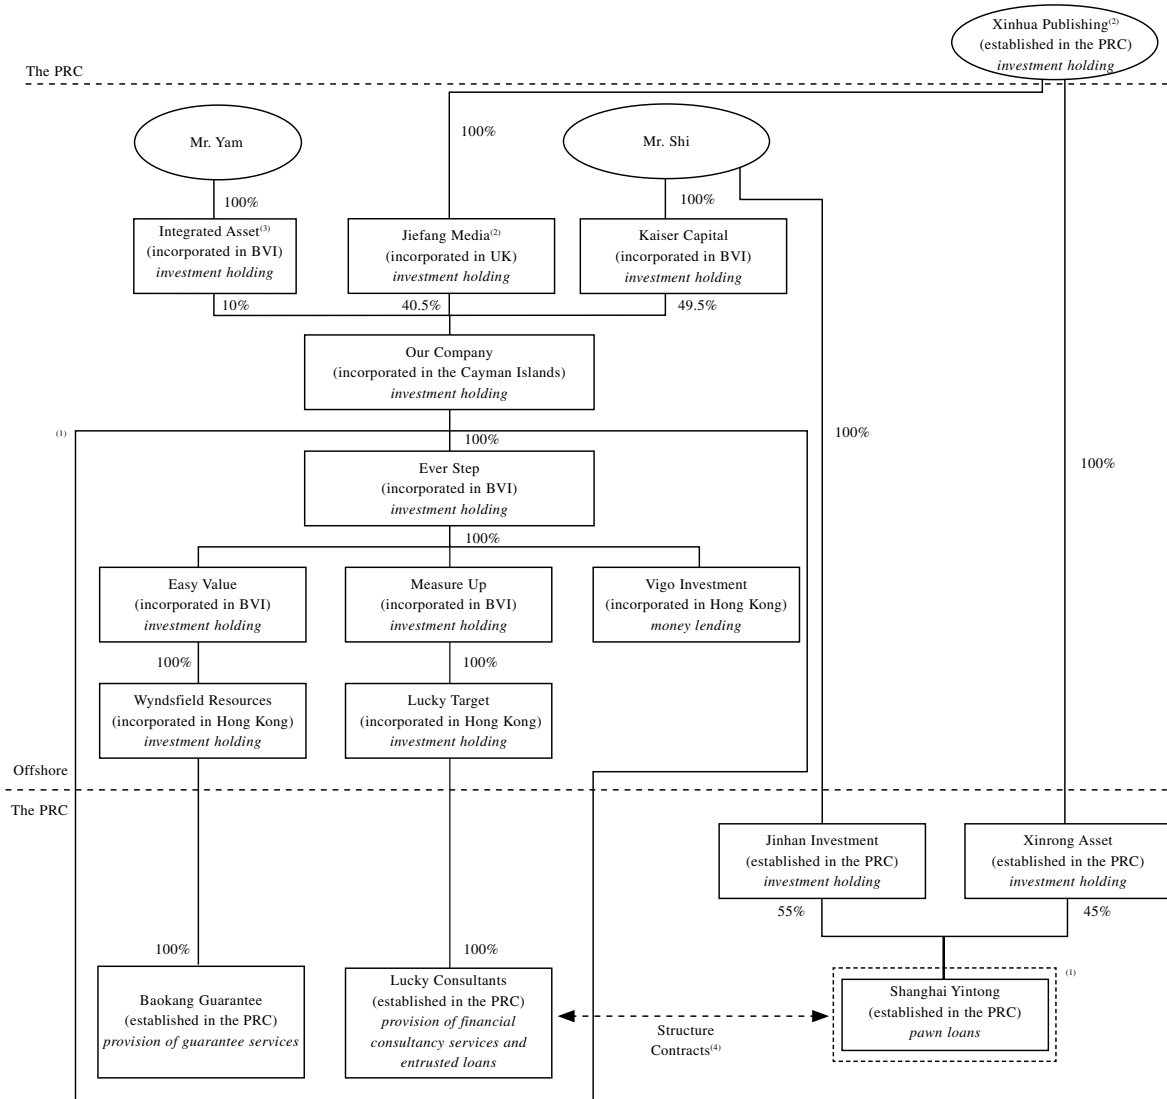 Xinhua Publishing(2)
(established in the PRC)
investment holding
The PRC
100%
Mr. Yam
Mr. Shi
100%
100%
Integrated Asset(3)
(incorporated in BVI)
investment holding
Jiefang Media(2)
(incorporated in UK)
investment holding
Kaiser Capital
(incorporated in BVI)
investment holding
10%
40.5%
49.5%
Our Company
(incorporated in the Cayman Islands)
investment holding
(1)
100%
100%
100%
Ever Step
(incorporated in BVI)
investment holding
100%
Easy Value
(incorporated in BVI)
investment holding
Measure Up
(incorporated in BVI)
investment holding
Vigo Investment
(incorporated in Hong Kong)
money lending
100%
100%
Wyndsfield Resources
(incorporated in Hong Kong)
investment holding
Lucky Target
(incorporated in Hong Kong)
investment holding
Offshore
The PRC
Jinhan Investment
(established in the PRC)
investment holding
Xinrong Asset
(established in the PRC)
investment holding
55%
45%
100%
100%
Baokang Guarantee
(established in the PRC)
provision of guarantee services
Lucky Consultants
(established in the PRC)
provision of financial
consultancy services and
entrusted loans
Structure
Contracts(4)
(1)
Shanghai Yintong
(established in the PRC)
pawn loans